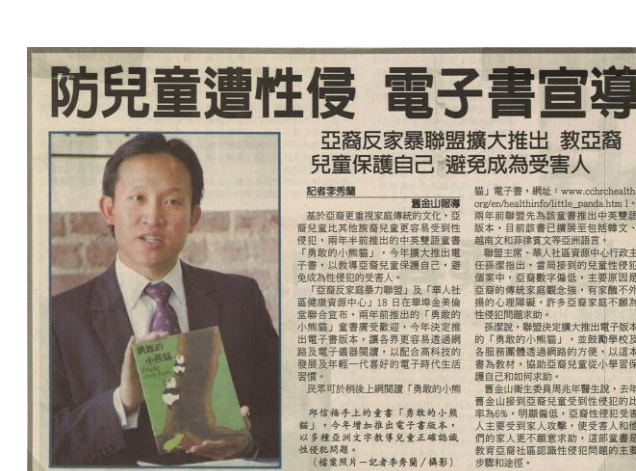 防兒童遭性侵 電子書宣導
亞裔反家暴聯盟擴大推出 教亞裔
兒童保護自己 避免成為受害人
記者李秀蘭
舊金山報導
基於亞裔更重視家庭傳統的文化，亞
裔兒童比其他族裔兒童更容易受到性
侵犯，兩年半前推出的中英雙語童書
「勇敢的小熊貓」，今年擴大推出電
子書，以教導亞裔兒童保護自己，避
免成為性侵犯的受害人。
「亞裔反家庭暴力聯盟」及「華人社
區健康資源中心」18 日在華埠金美倫
堂聯合宣布，兩年前推出的「勇敢的
小熊貓」童書廣受歡迎，今年決定推
出電子書版本，讓各界更容易透過網
路及電子儀器閱讀，以配合高科技的
發展及年輕一代喜好的電子時代生活
習慣。
民眾可於稍後上網閱讀「勇敢的小熊
貓」電子書，網址：www.cchrchealth.
org/en/healthinfo/little_panda.html。
兩年前聯盟先為該童書推出中英雙語
版本，目前該書已擴展至包括韓文、
越南文和菲律賓文等亞洲語言。
聯盟主席、華人社區資源中心行政主
任孫潔指出，當局接到的兒童性侵犯
個案中，亞裔數字偏低，主要原因是
亞裔的傳統家庭觀念強，有家醜不外
揚的心理障礙，許多亞裔家庭不願為
性侵犯問題求助。
孫潔說，聯盟決定擴大推出電子版本
的「勇敢的小熊貓」，並鼓勵學校及
各服務團體透過網路的方便，以這本
書為教材，協助亞裔兒童從小學習保
護自己和如何求助。
舊金山衛生委員周兆年醫生說，去年
舊金山接到亞裔兒童受到性侵犯的比
率為6%，明顯偏低，亞裔性侵犯受害
人主要受到家人攻擊，使受害人和他
們的家人更不願意求助，這部童書是
教育亞裔社區認識性侵犯問題的主要
步驟和途徑。
勇敢的
小熊貓
邱信福手上的童書「勇敢的小熊
貓」，今年增加推出電子書版本，
以多種亞洲文字教導兒童正確認識
性侵犯問題。
（檔案照片－記者李秀蘭／攝影）